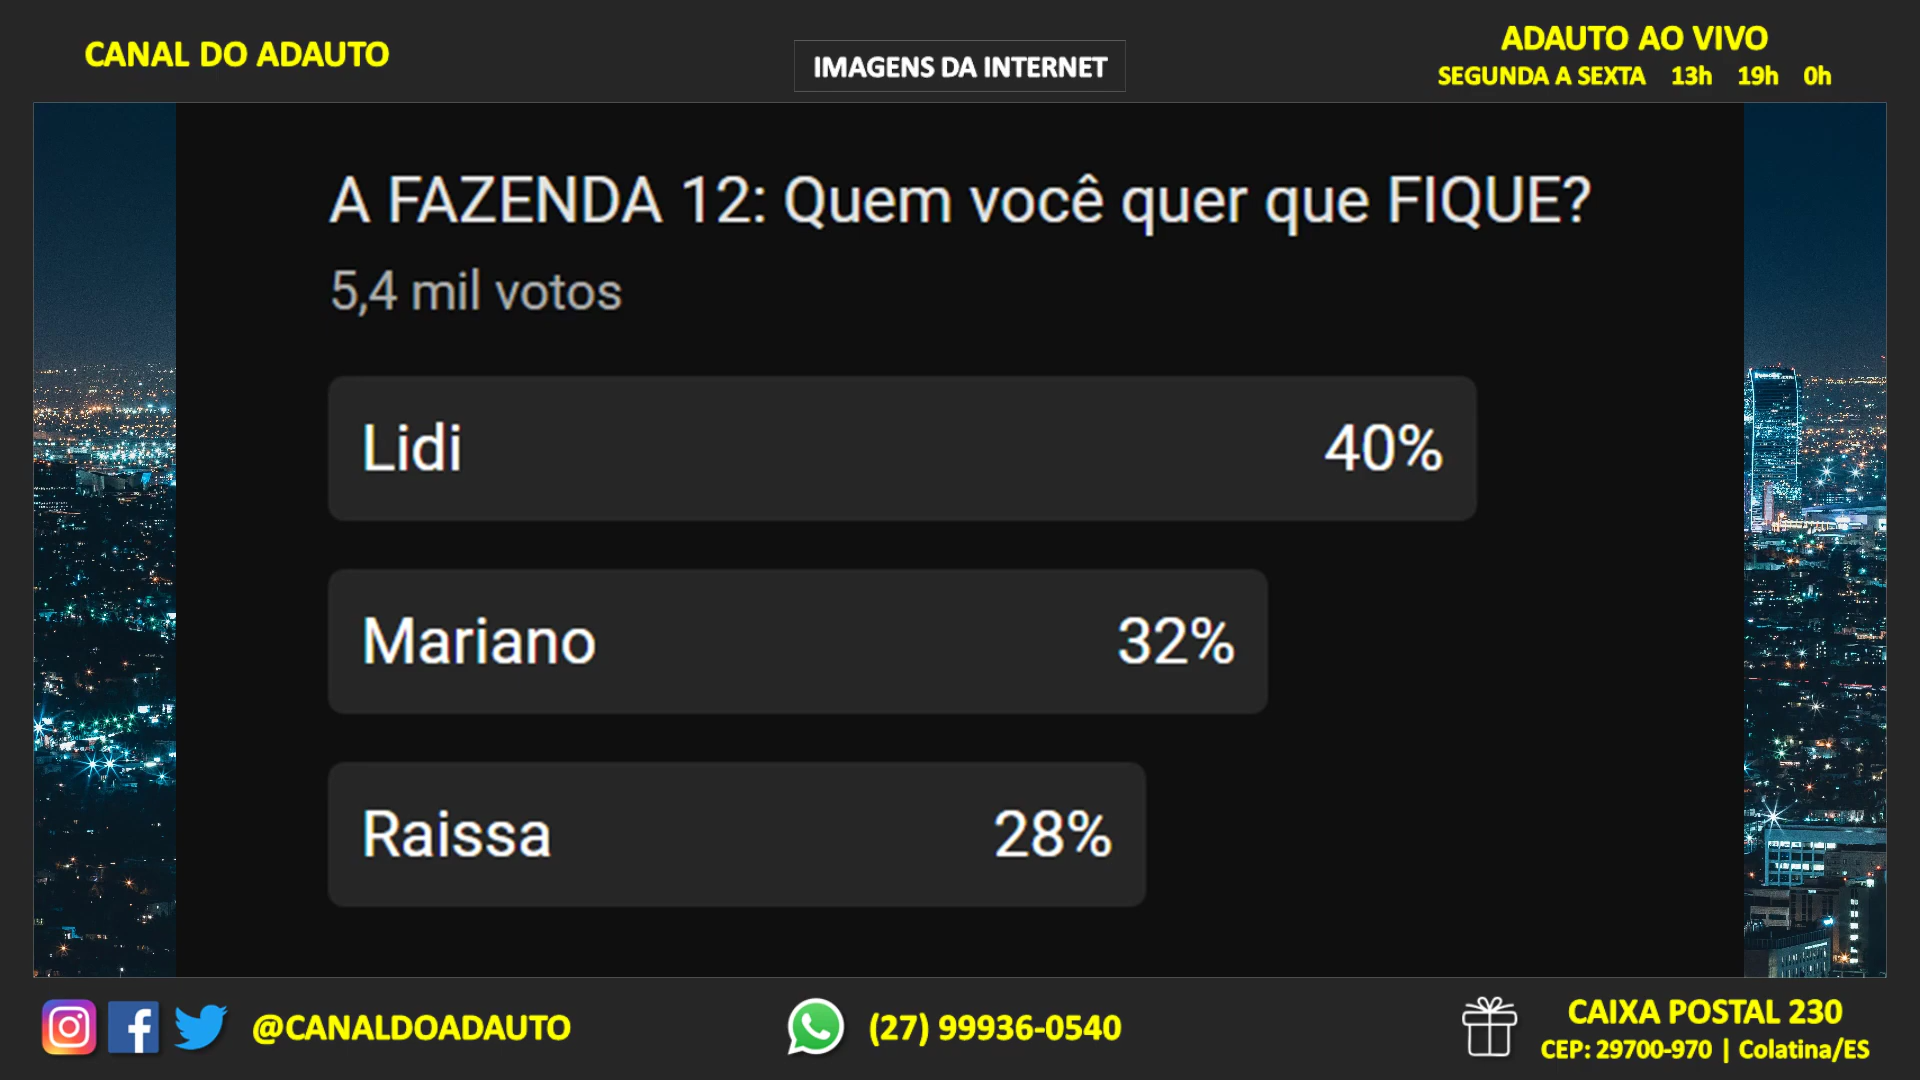 CANAL DO ADAUTO
IMAGENS DA INTERNET
ADAUTO AO VIVO
SEGUNDA A SEXTA 13h 19h 0h
A FAZENDA 12: Quem você quer que FIQUE?
5,4 mil votos
Lidi 40%
Mariano 32%
Raissa 28%
@CANALDOADAUTO
(27) 99936-0540
CAIXA POSTAL 230
CEP: 29700-970 | Colatina/ES